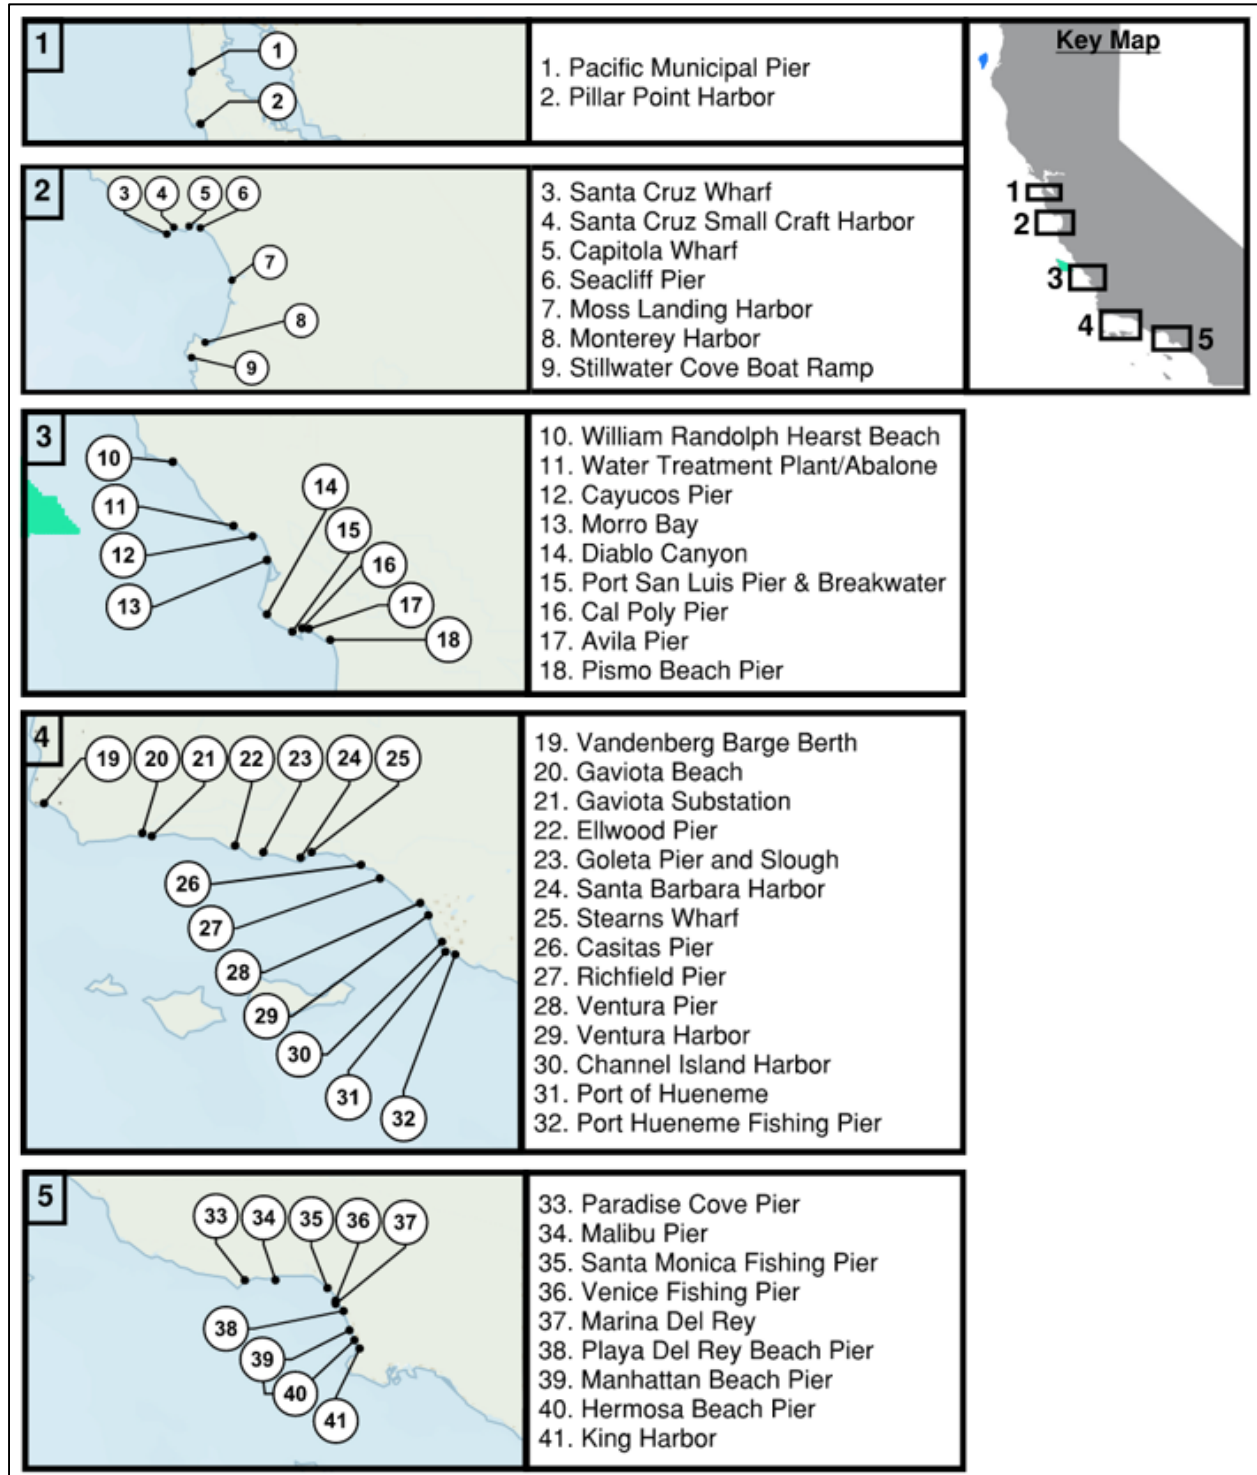 1
1
2
1. Pacific Municipal Pier
2. Pillar Point Harbor
Key Map
1
2
3
4
5
2
3 4 5 6
7
8
9
3. Santa Cruz Wharf
4. Santa Cruz Small Craft Harbor
5. Capitola Wharf
6. Seacliff Pier
7. Moss Landing Harbor
8. Monterey Harbor
9. Stillwater Cove Boat Ramp
3
10
11
12
13
14
15
16
17
18
10. William Randolph Hearst Beach
11. Water Treatment Plant/Abalone
12. Cayucos Pier
13. Morro Bay
14. Diablo Canyon
15. Port San Luis Pier & Breakwater
16. Cal Poly Pier
17. Avila Pier
18. Pismo Beach Pier
4
19 20 21 22 23 24 25
26
27
28
29
30
31
32
19. Vandenberg Barge Berth
20. Gaviota Beach
21. Gaviota Substation
22. Ellwood Pier
23. Goleta Pier and Slough
24. Santa Barbara Harbor
25. Stearns Wharf
26. Casitas Pier
27. Richfield Pier
28. Ventura Pier
29. Ventura Harbor
30. Channel Island Harbor
31. Port of Hueneme
32. Port Hueneme Fishing Pier
5
33 34 35 36 37
38
39
40
41
33. Paradise Cove Pier
34. Malibu Pier
35. Santa Monica Fishing Pier
36. Venice Fishing Pier
37. Marina Del Rey
38. Playa Del Rey Beach Pier
39. Manhattan Beach Pier
40. Hermosa Beach Pier
41. King Harbor